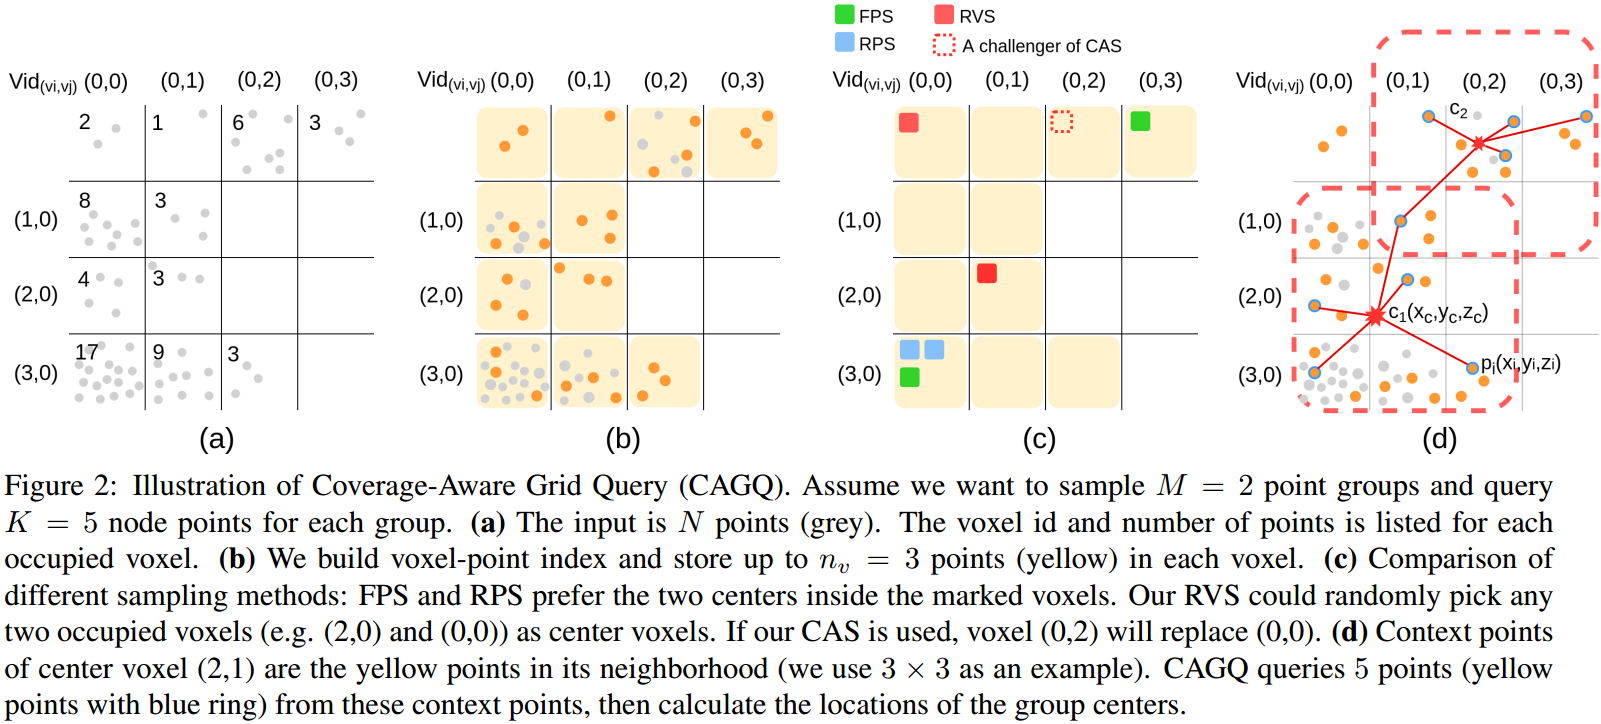 FPS RVS
RPS A challenger of CAS
Vid(vi,vj) (0,0) (0,1) (0,2) (0,3) Vid(vi,vj) (0,0) (0,1) (0,2) (0,3) Vid(vi,vj) (0,0) (0,1) (0,2) (0,3) Vid(vi,vj) (0,0) (0,1) (0,2) (0,3)
2 1 6 3 c2
8 3
(1,0) (1,0) (1,0) (1,0)
4 3
(2,0) (2,0) (2,0) (2,0) c1(xc,yc,zc)
17 9 3
(3,0) (3,0) (3,0) (3,0) pi(xi,yi,zi)
(a) (b) (c) (d)
Figure 2: Illustration of Coverage-Aware Grid Query (CAGQ). Assume we want to sample M = 2 point groups and query
K = 5 node points for each group. (a) The input is N points (grey). The voxel id and number of points is listed for each
occupied voxel. (b) We build voxel-point index and store up to nv = 3 points (yellow) in each voxel. (c) Comparison of
different sampling methods: FPS and RPS prefer the two centers inside the marked voxels. Our RVS could randomly pick any
two occupied voxels (e.g. (2,0) and (0,0)) as center voxels. If our CAS is used, voxel (0,2) will replace (0,0). (d) Context points
of center voxel (2,1) are the yellow points in its neighborhood (we use 3 × 3 as an example). CAGQ queries 5 points (yellow
points with blue ring) from these context points, then calculate the locations of the group centers.